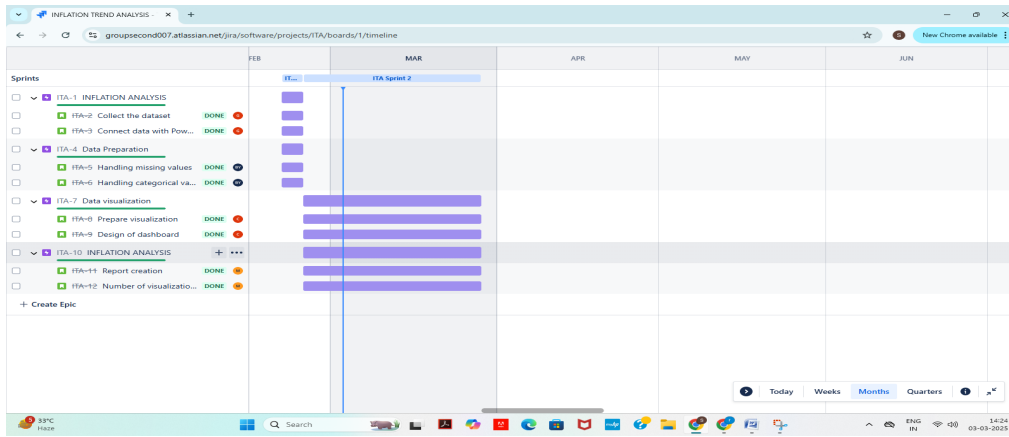 INFLATION TREND ANALYSIS -
groupsecond007.atlassian.net/jira/software/projects/ITA/boards/1/timeline
S
New Chrome available
FEB MAR APR MAY JUN
Sprints IT... ITA Sprint 2
ITA-1 INFLATION ANALYSIS
ITA-2 Collect the dataset DONE
ITA-3 Connect data with Pow... DONE
ITA-4 Data Preparation
ITA-5 Handling missing values DONE
ITA-6 Handling categorical va... DONE
ITA-7 Data visualization
ITA-8 Prepare visualization DONE
ITA-9 Design of dashboard DONE
ITA-10 INFLATION ANALYSIS
ITA-11 Report creation DONE
ITA-12 Number of visualizatio... DONE
+ Create Epic
Today Weeks Months Quarters
33°C
Haze
Search
ENG
IN
14:24
03-03-2025